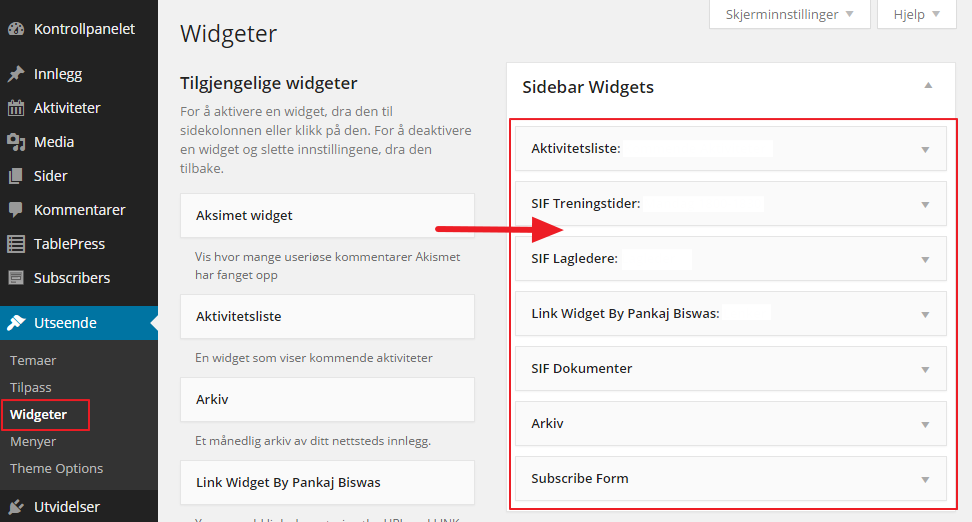 Kontrollpanelet
Innlegg
Aktiviteter
Media
Sider
Kommentarer
TablePress
Subscribers
Utseende
Temaer
Tilpass
Widgeter
Menyer
Theme Options
Utvidelser
Skjerminnstillinger
Hjelp
Widgeter
Tilgjengelige widgeter
For å aktivere en widget, dra den til
sidekolonnen eller klikk på den. For å deaktivere
en widget og slette innstillingene, dra den
tilbake.
Aksimet widget
Vis hvor mange useriøse kommentarer Akismet
har fanget opp
Aktivitetsliste
En widget som viser kommende aktiviteter
Arkiv
Et månedlig arkiv av ditt nettsteds innlegg.
Link Widget By Pankaj Biswas
Sidebar Widgets
Aktivitetsliste:
SIF Treningstider:
SIF Lagledere:
Link Widget By Pankaj Biswas:
SIF Dokumenter
Arkiv
Subscribe Form